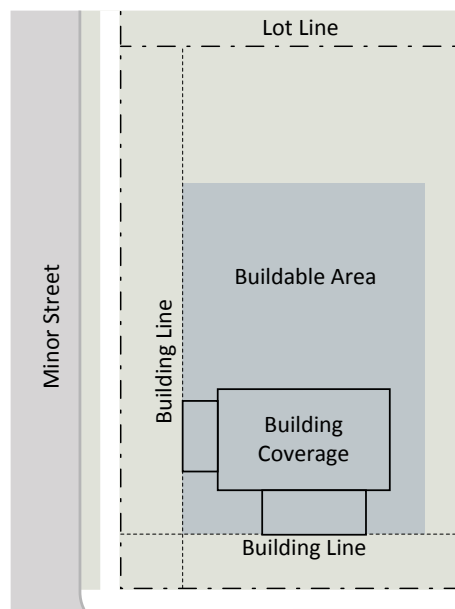 Lot Line
Buildable Area
Minor Street
Building Line
Building
Coverage
Building Line